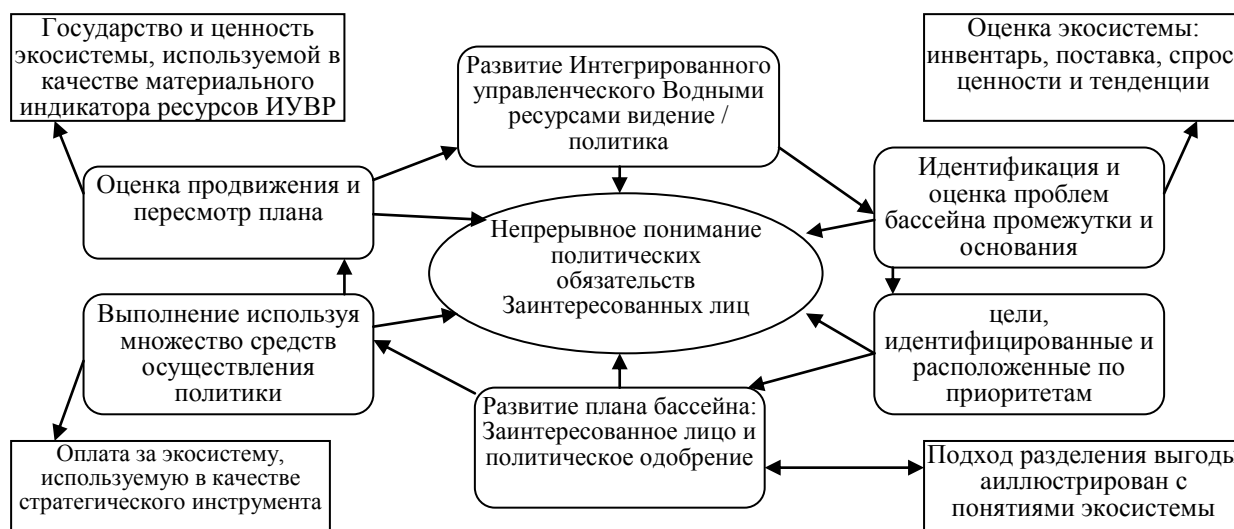 Государство и ценность
экосистемы, используемой в
качестве материального
индикатора ресурсов ИУВР
Развитие Интегрированного
управленческого Водными
ресурсами видение /
политика
Оценка экосистемы:
инвентарь, поставка, спрос
ценности и тенденции
Оценка продвижения и
пересмотр плана
Идентификация и
оценка проблем
бассейна промежутки и
основания
Непрерывное понимание
политических
обязательств
Заинтересованных лиц
Выполнение используя
множество средств
осуществления
политики
цели,
идентифицированные и
расположенные по
приоритетам
Развитие плана бассейна:
Заинтересованное лицо и
политическое одобрение
Оплата за экосистему,
используемую в качестве
стратегического инструмента
Подход разделения выгоды
аиллюстрирован с
понятиями экосистемы